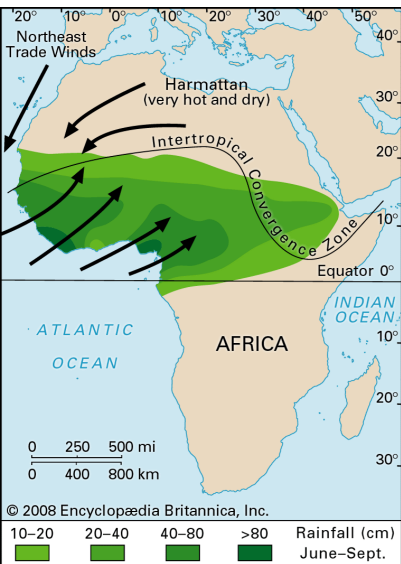 20° 10° 0° 10° 20° 30° 40° 50°
Northeast
Trade Winds
40°
Harmattan
(very hot and dry)
30°
Intertropical Convergence Zone
20°
10°
Equator 0°
INDIAN
OCEAN
ATLANTIC
OCEAN
AFRICA
10°
20°
30°
0 250 500 mi
0 400 800 km
© 2008 Encyclopædia Britannica, Inc.
10–20 20–40 40–80 >80 Rainfall (cm)
June–Sept.